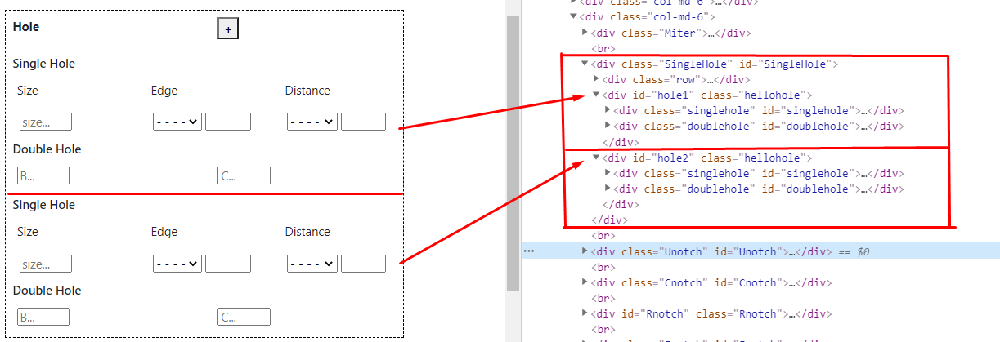 Hole +
Single Hole
Size Edge Distance
size... - - - - - - - -
Double Hole
B... C...
Single Hole
Size Edge Distance
size... - - - - - - - -
Double Hole
B... C...
<div class="col-md-6">…</div>
<div class="col-md-6">
<div class="Miter">…</div>
<br>
<div class="SingleHole" id="SingleHole">
<div class="row">…</div>
<div id="hole1" class="hellohole">
<div class="singlehole" id="singlehole">…</div>
<div class="doublehole" id="doublehole">…</div>
</div>
<div id="hole2" class="hellohole">
<div class="singlehole" id="singlehole">…</div>
<div class="doublehole" id="doublehole">…</div>
</div>
</div>
<br>
... <div class="Unotch" id="Unotch">…</div> == $0
<br>
<div class="Cnotch" id="Cnotch">…</div>
<br>
<div id="Rnotch" class="Rnotch">…</div>
<br>